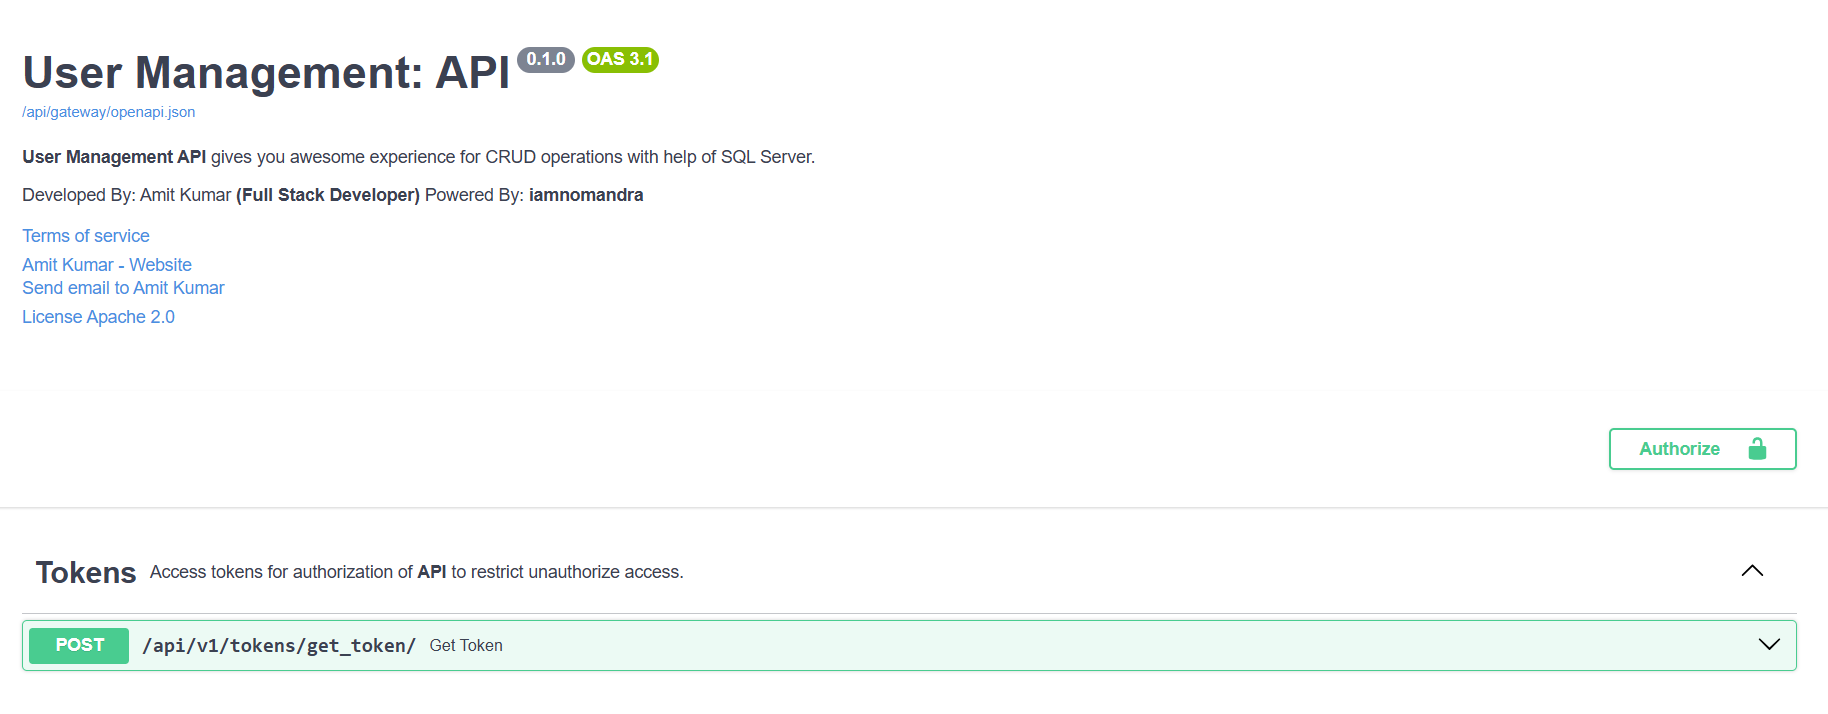 User Management: API 0.1.0 OAS 3.1
/api/gateway/openapi.json
User Management API gives you awesome experience for CRUD operations with help of SQL Server.
Developed By: Amit Kumar (Full Stack Developer) Powered By: iamnomandra
Terms of service
Amit Kumar - Website
Send email to Amit Kumar
License Apache 2.0
Authorize
Tokens Access tokens for authorization of API to restrict unauthorize access.
POST /api/v1/tokens/get_token/ Get Token